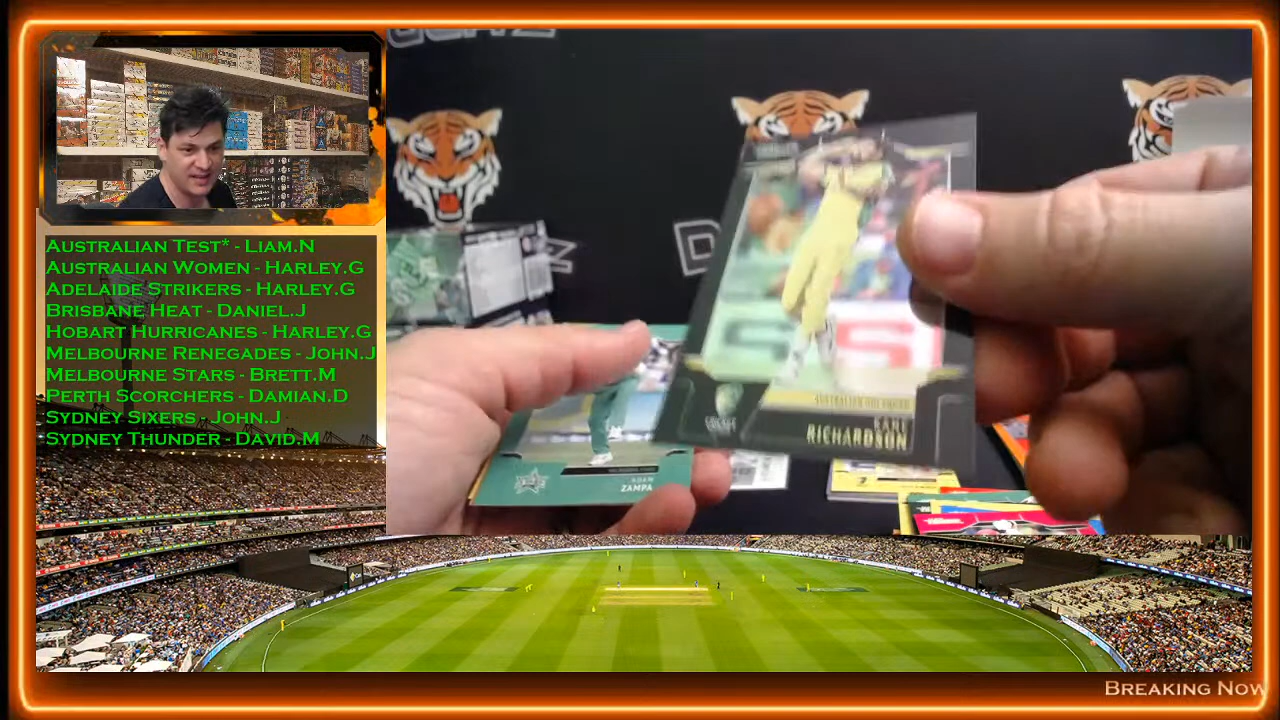 AUSTRALIAN TEST* - LIAM.N
AUSTRALIAN WOMEN - HARLEY.G
ADELAIDE STRIKERS - HARLEY.G
BRISBANE HEAT - DANIEL.J
HOBART HURRICANES - HARLEY.G
MELBOURNE RENEGADES - JOHN.J
MELBOURNE STARS - BRETT.M
PERTH SCORCHERS - DAMIAN.D
SYDNEY SIXERS - JOHN.J
SYDNEY THUNDER - DAVID.M
RICHARDSON
ADAM
ZAMPA
BREAKING NOW